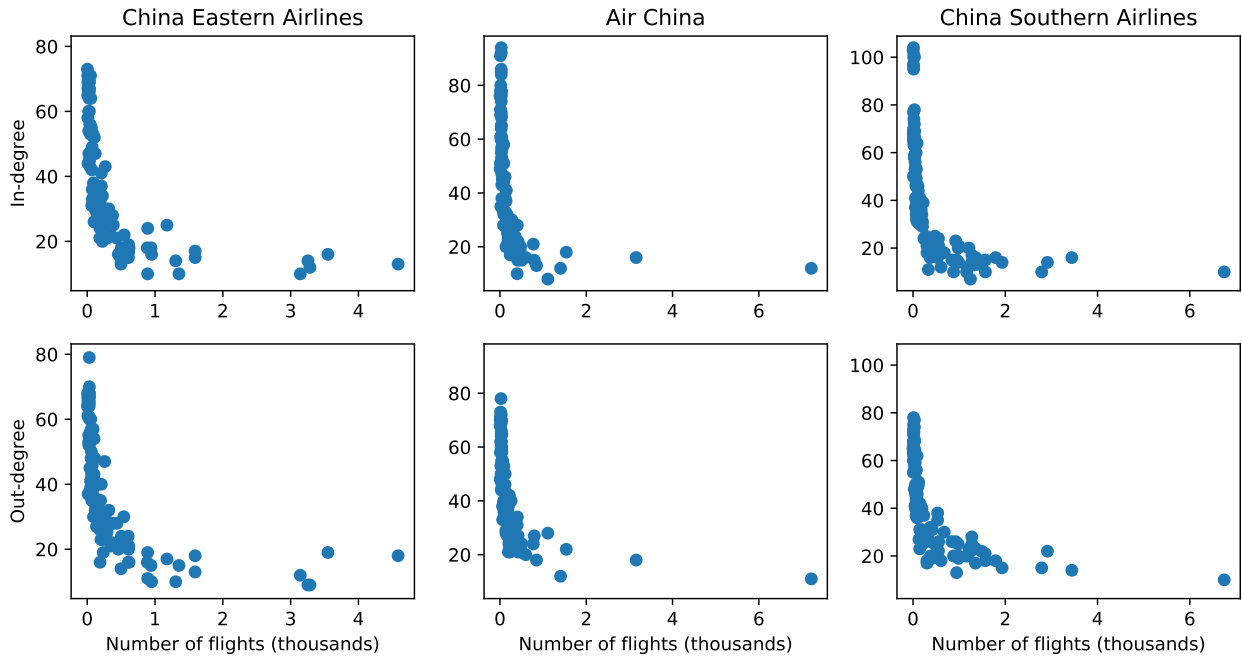 China Eastern Airlines
Air China
China Southern Airlines
In-degree
80
60
40
20
0 1 2 3 4
80
60
40
20
0 2 4 6
100
80
60
40
20
0 2 4 6
Out-degree
80
60
40
20
0 1 2 3 4
Number of flights (thousands)
80
60
40
20
0 2 4 6
Number of flights (thousands)
100
80
60
40
20
0 2 4 6
Number of flights (thousands)